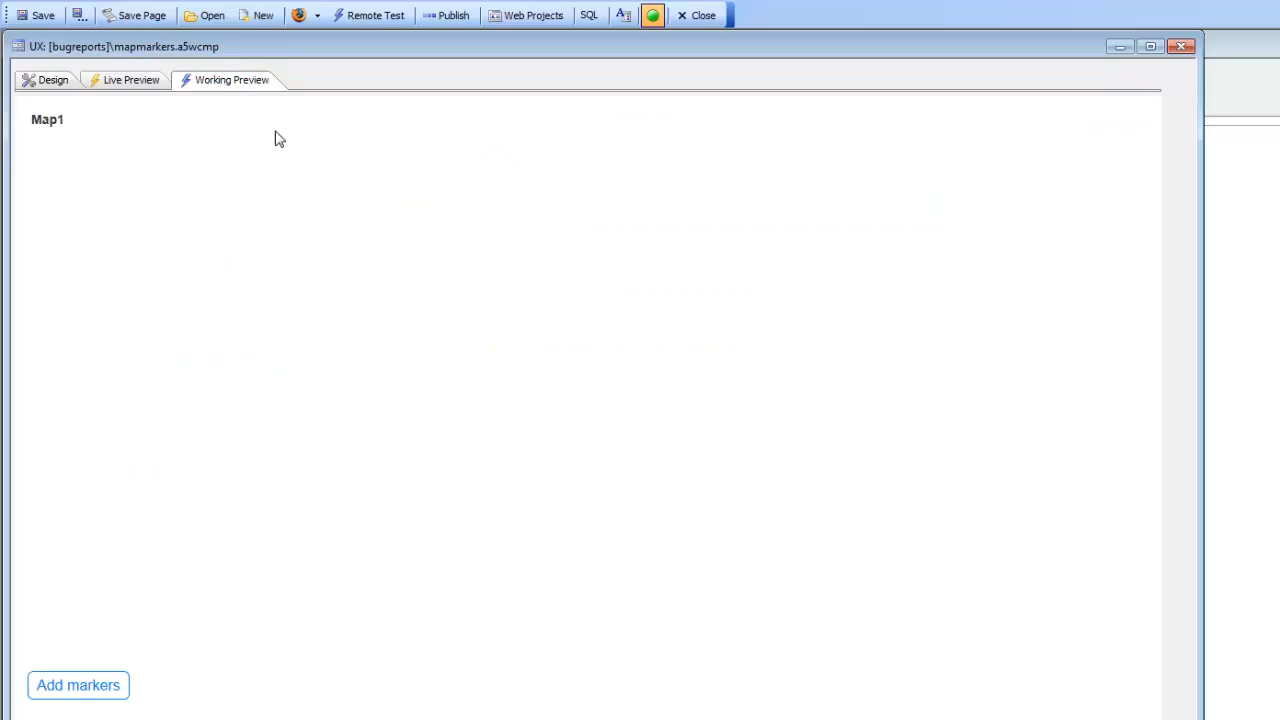 Save Save Page Open New Remote Test Publish Web Projects SQL Close
UX: [bugreports]\mapmarkers.a5wcmp
Design Live Preview Working Preview
Map1
Add markers